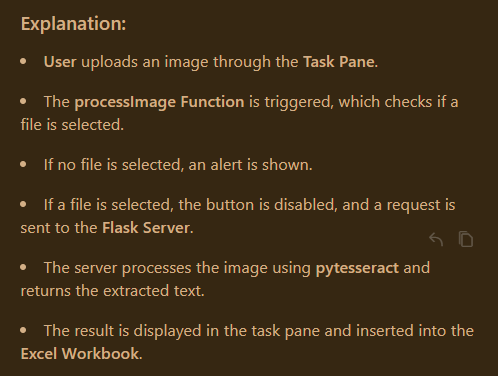 Explanation:
• User uploads an image through the Task Pane.
• The processImage Function is triggered, which checks if a
file is selected.
• If no file is selected, an alert is shown.
• If a file is selected, the button is disabled, and a request is
sent to the Flask Server.
• The server processes the image using pytesseract and
returns the extracted text.
• The result is displayed in the task pane and inserted into the
Excel Workbook.